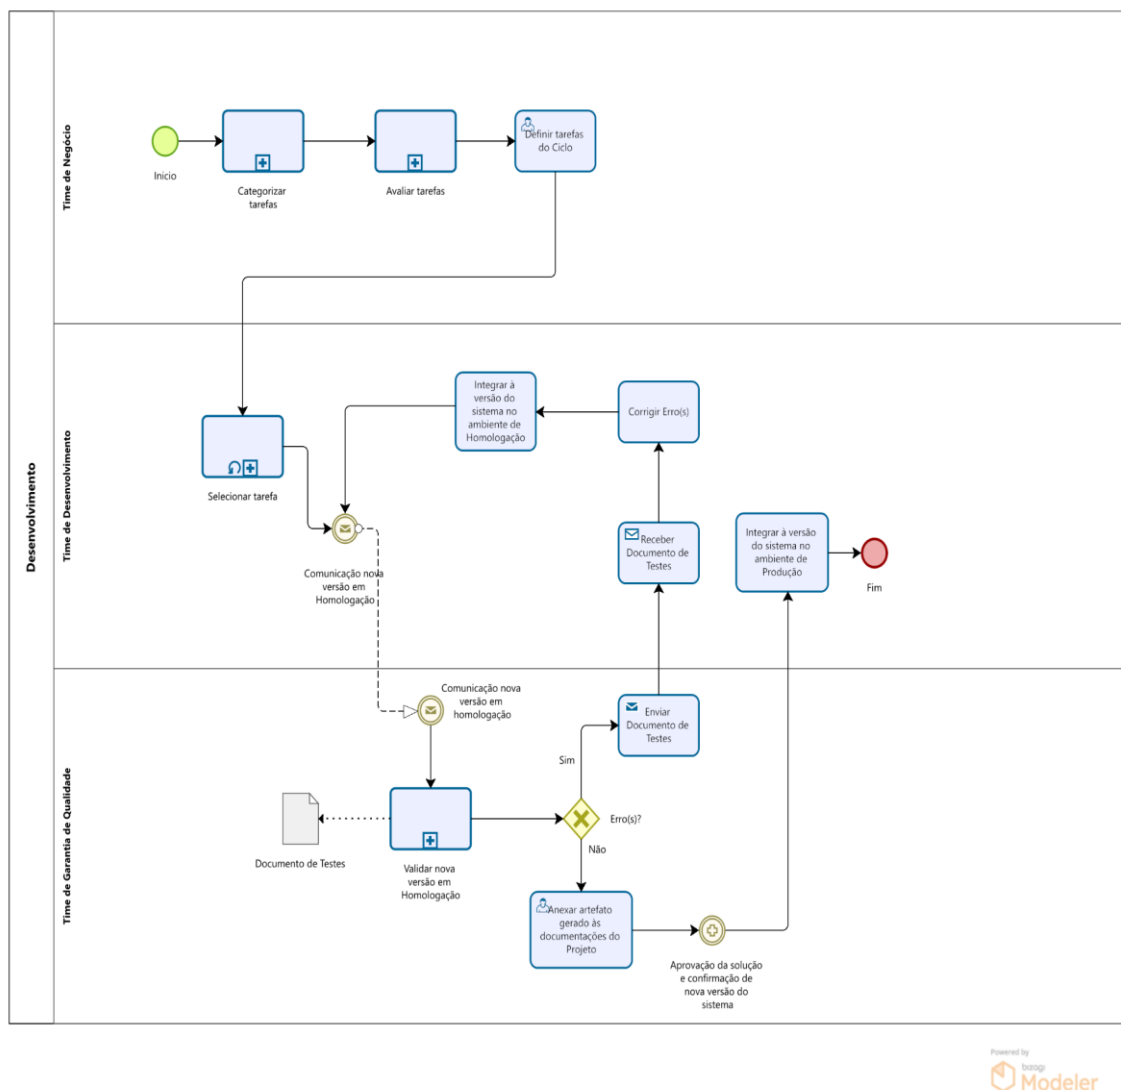 Desenvolvimento
Time de Negócio
Inicio
Categorizar
tarefas
Avaliar tarefas
Definir tarefas
do Ciclo
Time de Desenvolvimento
Selecionar tarefa
Comunicação nova
versão em
Homologação
Integrar à
versão do
sistema no
ambiente de
Homologação
Corrigir Erro(s)
Receber
Documento de
Testes
Integrar à versão
do sistema no
ambiente de
Produção
Fim
Time de Garantia de Qualidade
Comunicação nova
versão em
homologação
Documento de Testes
Validar nova
versão em
Homologação
Erro(s)?
Sim
Não
Enviar
Documento de
Testes
Anexar artefato
gerado às
documentações do
Projeto
Aprovação da solução
e confirmação de
nova versão do
sistema
Powered by
bizagi
Modeler